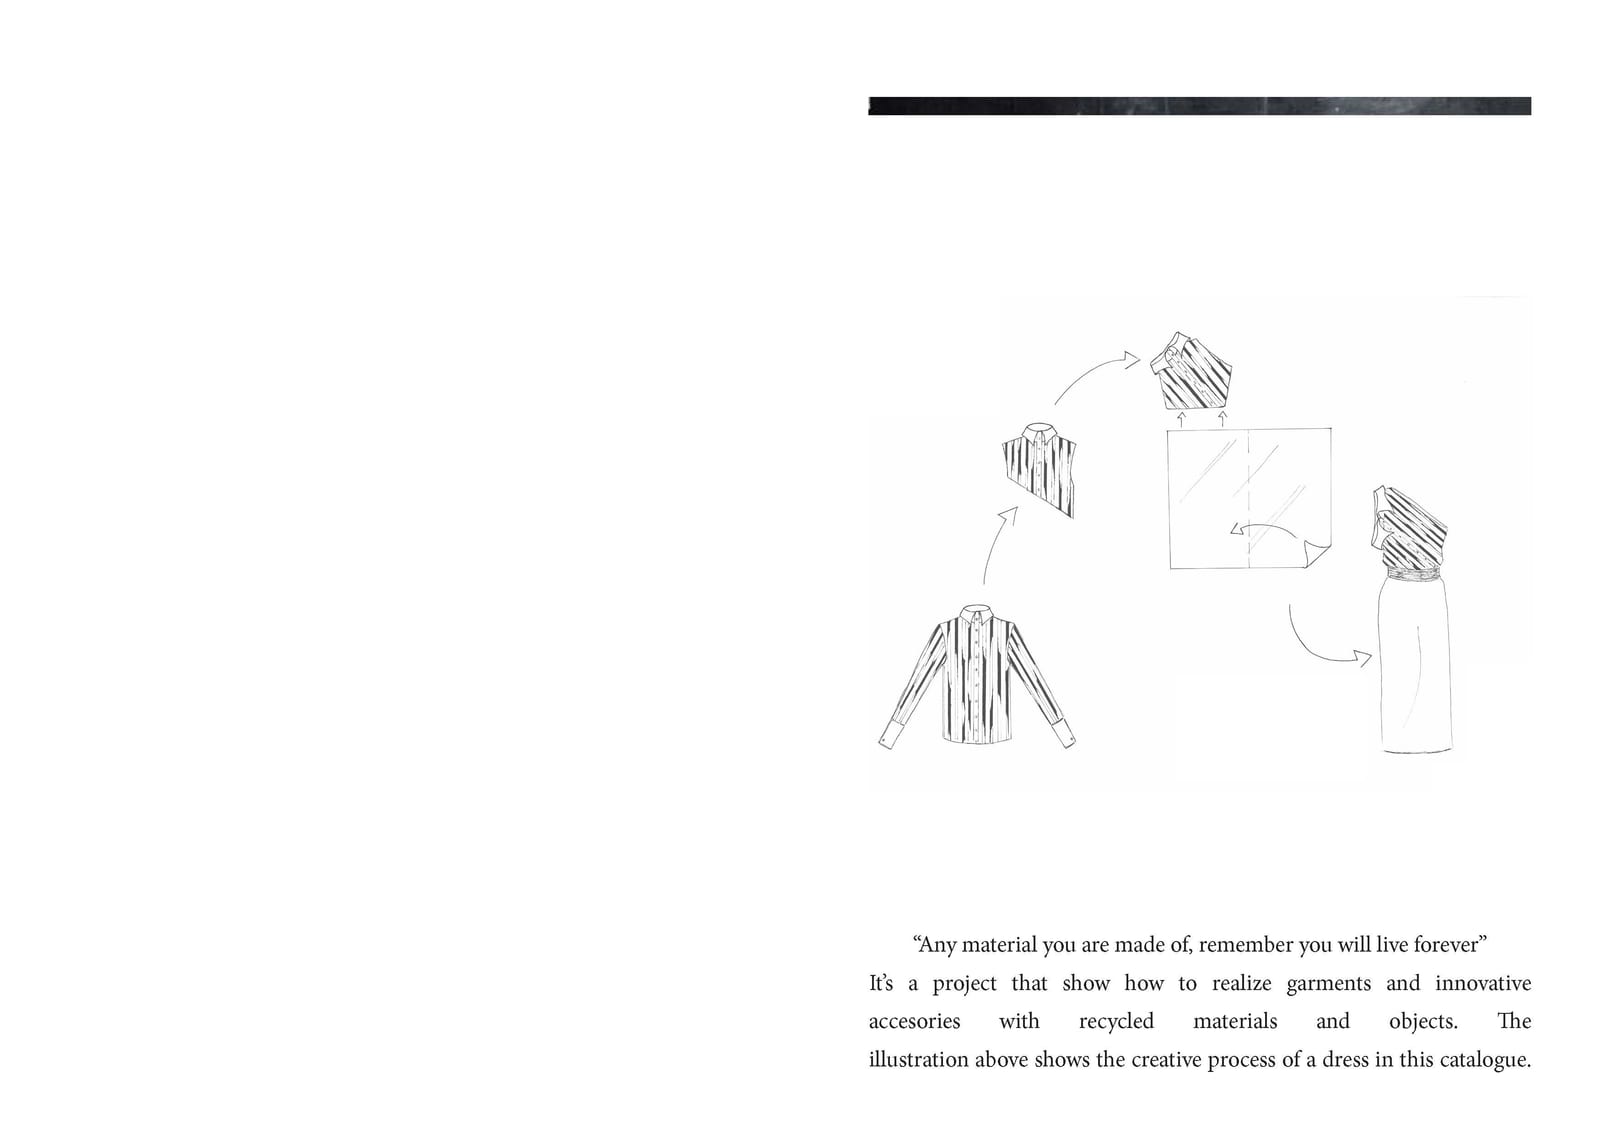 “Any material you are made of, remember you will live forever”
It’s a project that show how to realize garments and innovative
accesories with recycled materials and objects. The
illustration above shows the creative process of a dress in this catalogue.